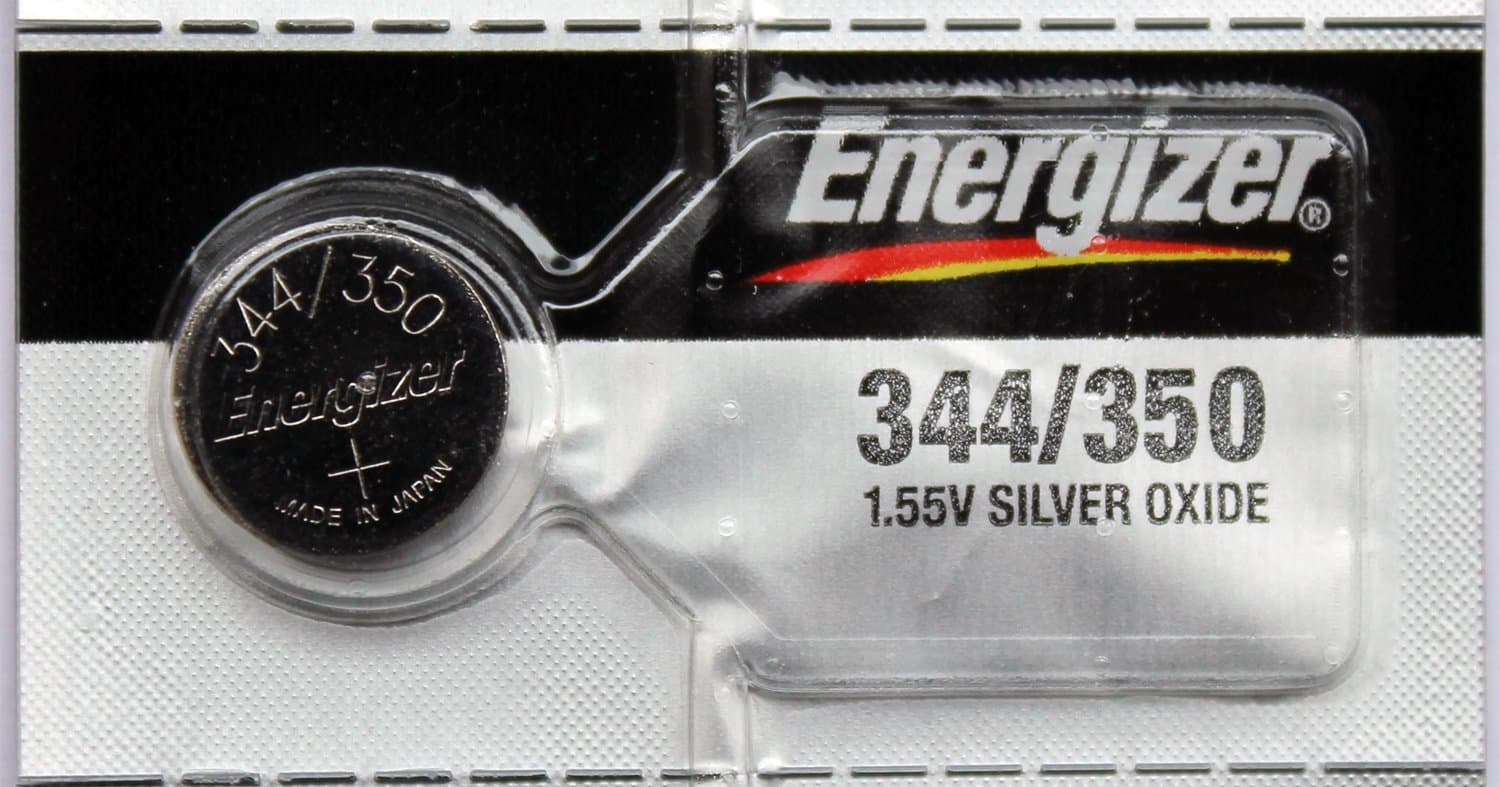 344/350
Energizer
+
MADE IN JAPAN
Energizer®
344/350
1.55V SILVER OXIDE